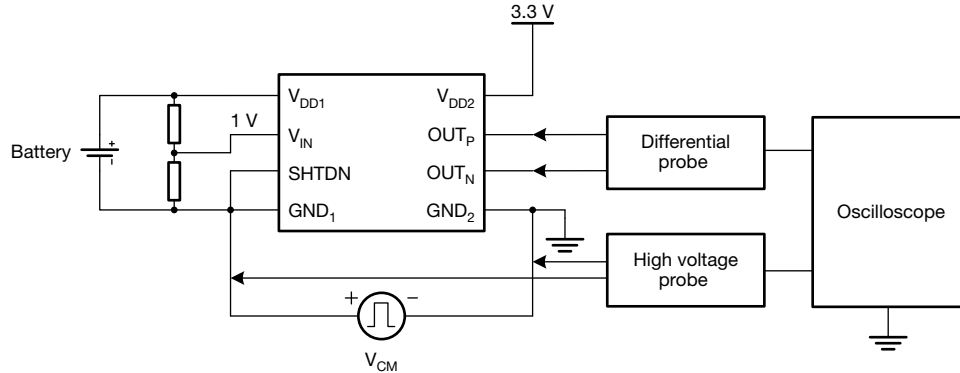 3.3 V
V_DD1
V_DD2
1 V
V_IN
OUT_P
Differential
probe
Battery
+
-
SHTDN
OUT_N
GND_1
GND_2
Oscilloscope
High voltage
probe
+
−
V_CM